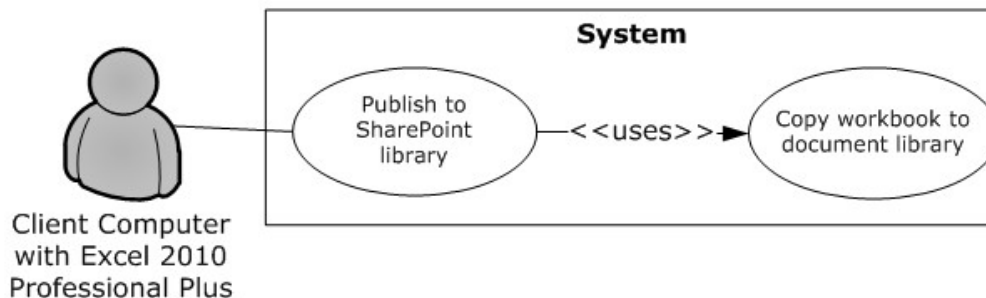 System
Publish to
SharePoint
library
<<uses>>
Copy workbook to
document library
Client Computer
with Excel 2010
Professional Plus